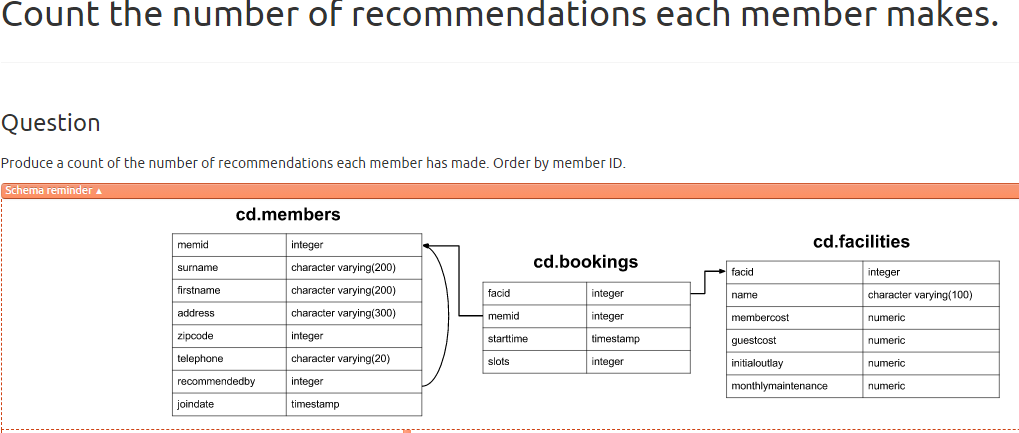 Count the number of recommendations each member makes.
Question
Produce a count of the number of recommendations each member has made. Order by member ID.
Schema reminder ▲
cd.members
memid integer
surname character varying(200)
firstname character varying(200)
address character varying(300)
zipcode integer
telephone character varying(20)
recommendedby integer
joindate timestamp
cd.bookings
facid integer
memid integer
starttime timestamp
slots integer
cd.facilities
facid integer
name character varying(100)
membercost numeric
guestcost numeric
initialoutlay numeric
monthlymaintenance numeric